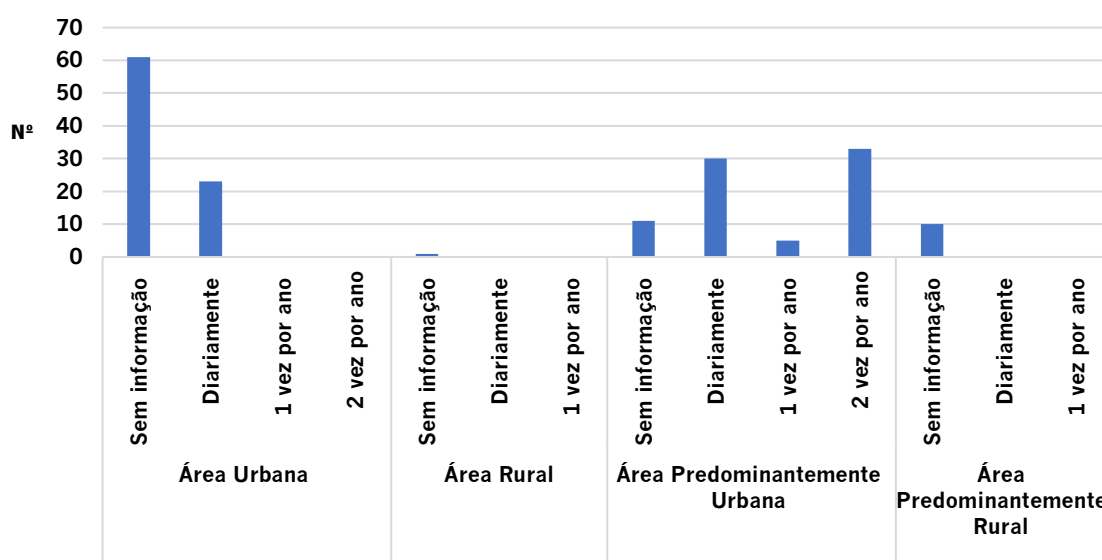 70
60
50
40
30
20
10
0
Nº
Sem informação
Diariamente
1 vez por ano
2 vez por ano
Sem informação
Diariamente
1 vez por ano
Sem informação
Diariamente
1 vez por ano
2 vez por ano
Sem informação
Diariamente
1 vez por ano
Área Urbana
Área Rural
Área Predominantemente
Urbana
Área
Predominantemente
Rural